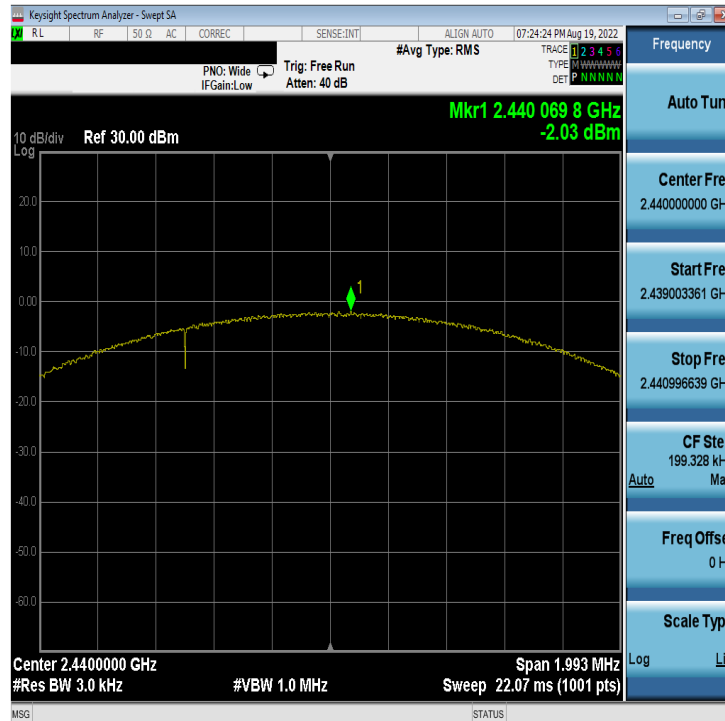 Keysight Spectrum Analyzer - Swept SA
LXI RL RF 50 Ω AC CORREC SENSE:INT ALIGN AUTO 07:24:24 PM Aug 19, 2022
#Avg Type: RMS TRACE 1 2 3 4 5 6
PNO: Wide Trig: Free Run TYPE M WWWWW
IFGain:Low Atten: 40 dB DET P N N N N N
Frequency
Mkr1 2.440 069 8 GHz
-2.03 dBm
10 dB/div Ref 30.00 dBm
Log
20.0
10.0
0.00
-10.0
-20.0
-30.0
-40.0
-50.0
-60.0
1
Center 2.4400000 GHz Span 1.993 MHz
#Res BW 3.0 kHz #VBW 1.0 MHz Sweep 22.07 ms (1001 pts)
Auto Tun
Center Fre
2.440000000 GH
Start Fre
2.439003361 GH
Stop Fre
2.440996639 GH
CF Ste
199.328 kH
Auto Ma
Freq Offse
0 H
Scale Typ
Log Li
MSG STATUS